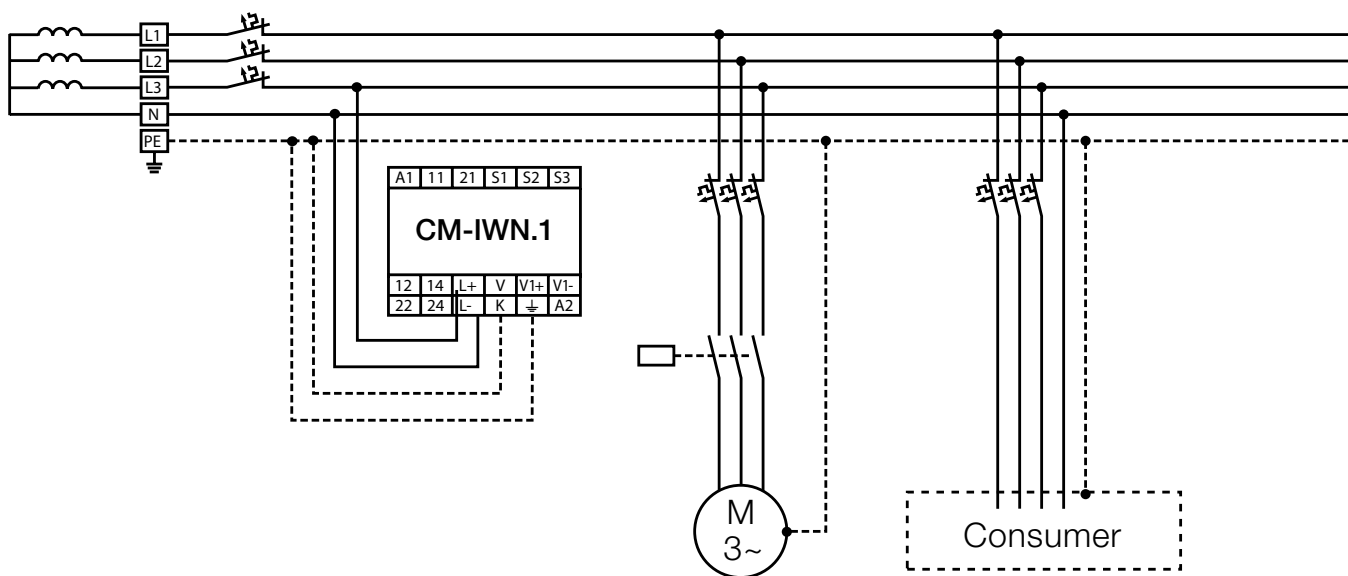 L1
L2
L3
N
PE
A1 11 21 S1 S2 S3
CM-IWN.1
12 14 L+ V V1+ V1-
22 24 L- K ⏚ A2
M
3~
Consumer